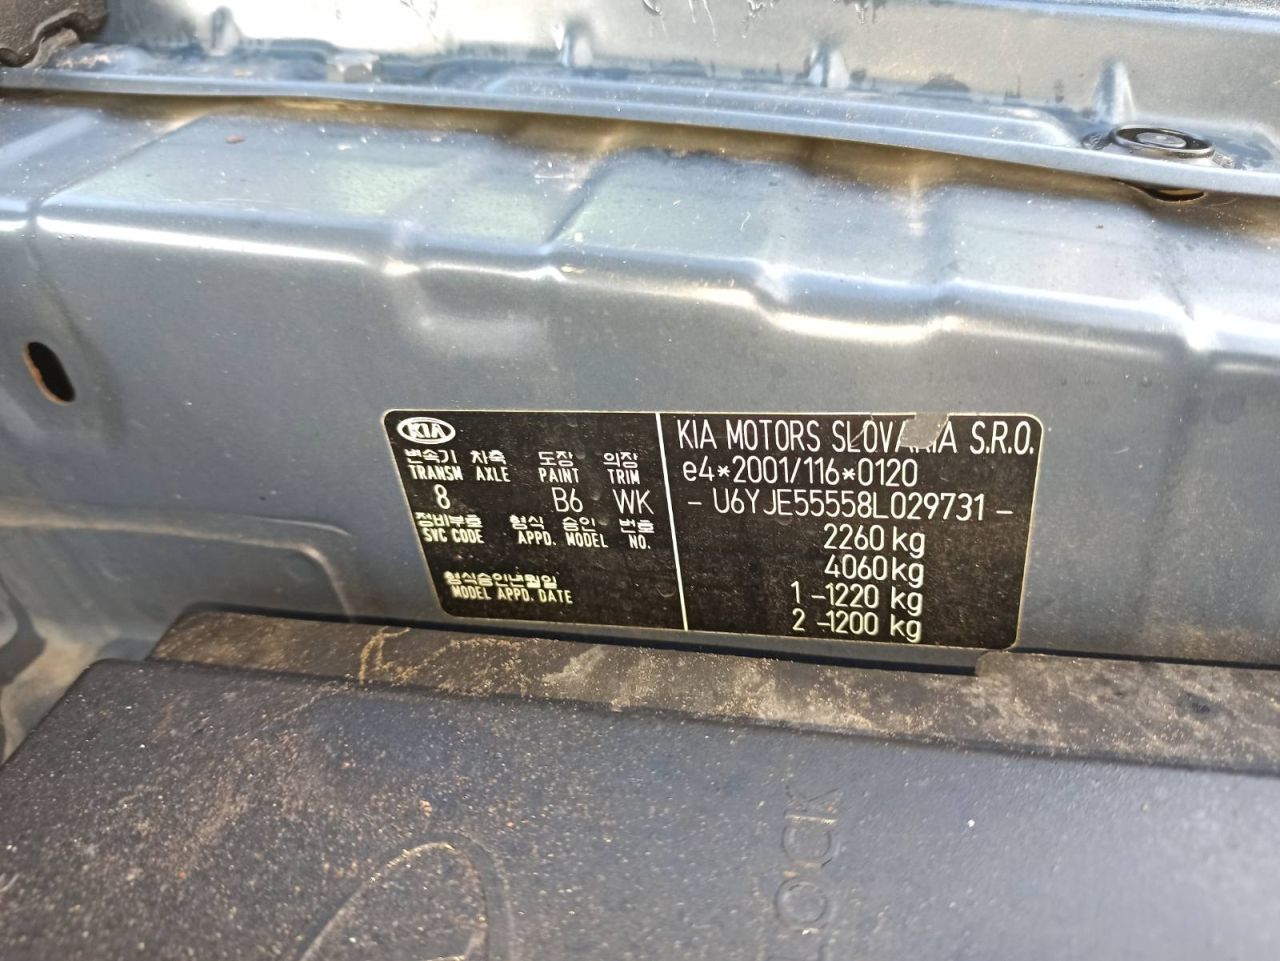 KIA
변속기 차축 도장 의장
TRANSM AXLE PAINT TRIM
8 B6 WK
정비부호 형식 승인 번호
SVC CODE APPD. MODEL NO.
형식승인년월일
MODEL APPD. DATE
KIA MOTORS SLOVAKIA S.R.O.
e4*2001/116*0120
- U6YJE55558L029731 -
2260 kg
4060 kg
1 -1220 kg
2 -1200 kg
LOCK